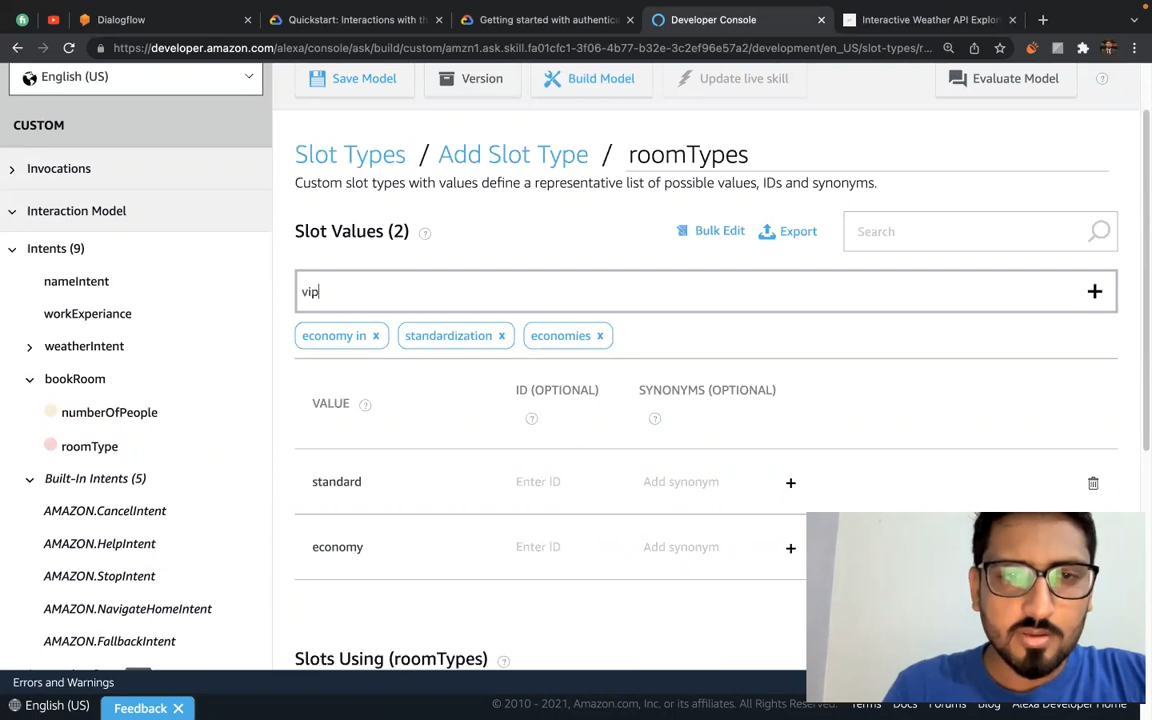 Dialogflow
Quickstart: Interactions with th
Getting started with authentica
Developer Console
Interactive Weather API Explor
https://developer.amazon.com/alexa/console/ask/build/custom/amzn1.ask.skill.fa01cfc1-3f06-4b77-b32e-3c2ef96e57a2/development/en_US/slot-types/r...
English (US)
Save Model
Version
Build Model
Update live skill
Evaluate Model
CUSTOM
Invocations
Interaction Model
Intents (9)
nameIntent
workExperiance
weatherIntent
bookRoom
numberOfPeople
roomType
Built-In Intents (5)
AMAZON.CancelIntent
AMAZON.HelpIntent
AMAZON.StopIntent
AMAZON.NavigateHomeIntent
AMAZON.FallbackIntent
Slot Types / Add Slot Type / roomTypes
Custom slot types with values define a representative list of possible values, IDs and synonyms.
Slot Values (2)
Bulk Edit
Export
Search
vip
economy in x
standardization x
economies x
VALUE
ID (OPTIONAL)
SYNONYMS (OPTIONAL)
standard
Enter ID
Add synonym
economy
Enter ID
Add synonym
Slots Using (roomTypes)
Errors and Warnings
English (US)
Feedback
© 2010 - 2021, Amazon.com, Inc. or its affiliates. All Rights Reserved.
Terms
Docs
Forums
Blog
Alexa Developer Home